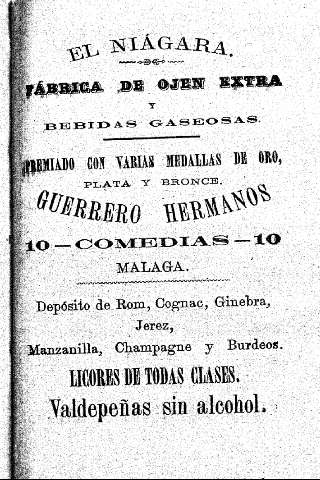 EL NIÁGARA.
FÁBRICA DE OJEN EXTRA
Y
BEBIDAS GASEOSAS.
PREMIADO CON VARIAS MEDALLAS DE ORO,
PLATA Y BRONCE.
GUERRERO HERMANOS
10—COMEDIAS—10
MALAGA.
Depósito de Rom, Cognac, Ginebra,
Jerez,
Manzanilla, Champagne y Burdeos.
LICORES DE TODAS CLASES.
Valdepeñas sin alcohol.